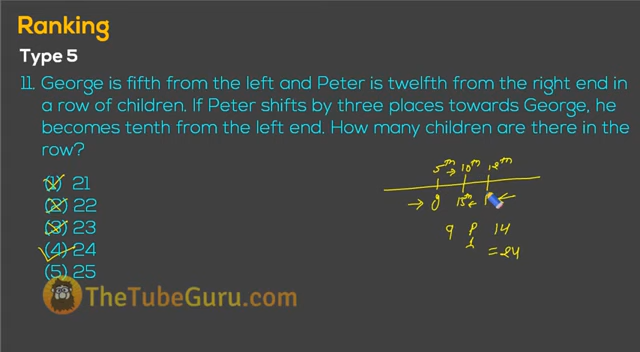 Ranking
Type 5
11. George is fifth from the left and Peter is twelfth from the right end in
a row of children. If Peter shifts by three places towards George, he
becomes tenth from the left end. How many children are there in the
row?
5th 10th 12th
(1) 21
(2) 22
(3) 23
(4) 24
(5) 25
g 15th
9 P 14
1
= 24
TheTubeGuru.com